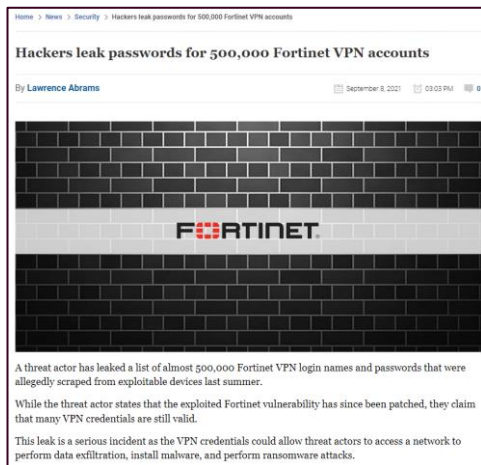 Home > News > Security > Hackers leak passwords for 500,000 Fortinet VPN accounts
Hackers leak passwords for 500,000 Fortinet VPN accounts
By Lawrence Abrams
September 8, 2021
03:03 PM
0
FORTINET
A threat actor has leaked a list of almost 500,000 Fortinet VPN login names and passwords that were
allegedly scraped from exploitable devices last summer.
While the threat actor states that the exploited Fortinet vulnerability has since been patched, they claim
that many VPN credentials are still valid.
This leak is a serious incident as the VPN credentials could allow threat actors to access a network to
perform data exfiltration, install malware, and perform ransomware attacks.